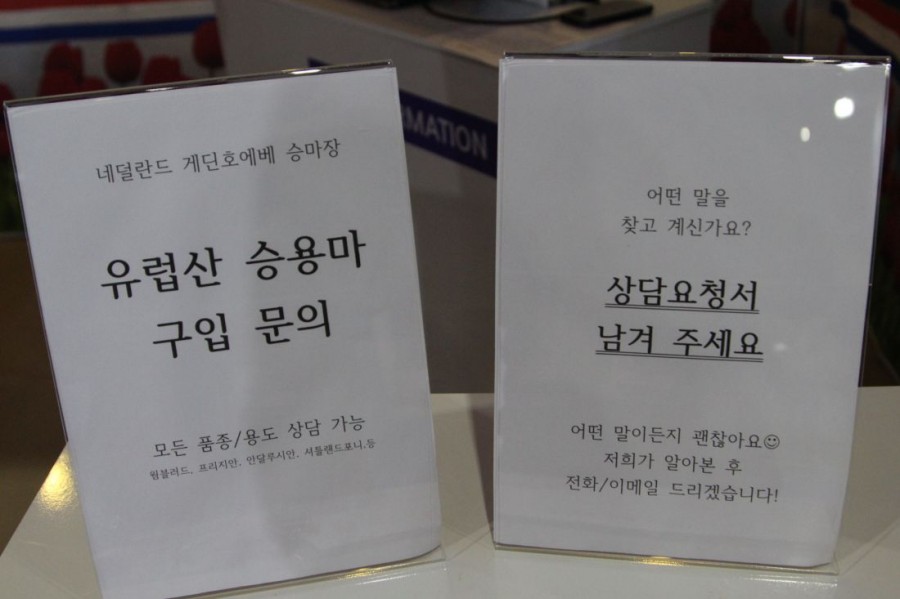 네덜란드 게딘호에베 승마장
유럽산 승용마
구입 문의
모든 품종/용도 상담 가능
웜블러드, 프리지안, 안달루시안, 셔틀랜드포니.등
RMATION
어떤 말을
찾고 계신가요?
상담요청서
남겨 주세요
어떤 말이든지 괜찮아요☺
저희가 알아본 후
전화/이메일 드리겠습니다!